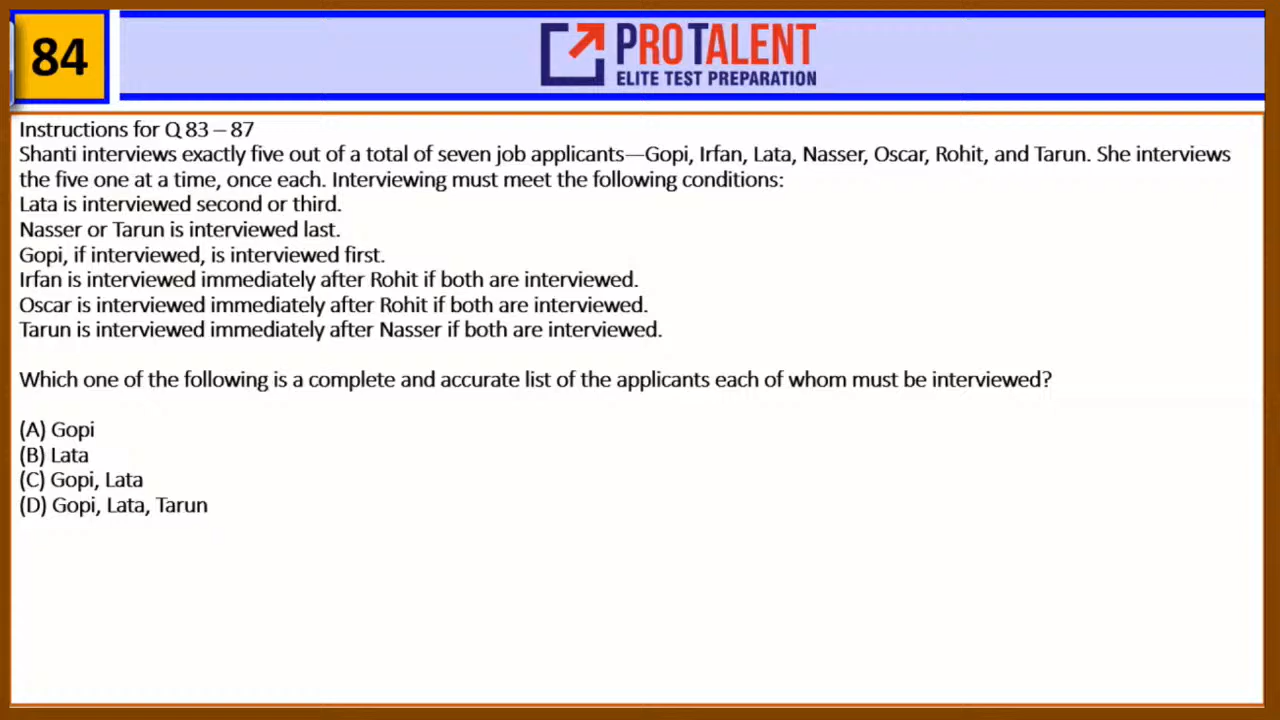 84
PROTALENT
ELITE TEST PREPARATION
Instructions for Q 83 – 87
Shanti interviews exactly five out of a total of seven job applicants—Gopi, Irfan, Lata, Nasser, Oscar, Rohit, and Tarun. She interviews
the five one at a time, once each. Interviewing must meet the following conditions:
Lata is interviewed second or third.
Nasser or Tarun is interviewed last.
Gopi, if interviewed, is interviewed first.
Irfan is interviewed immediately after Rohit if both are interviewed.
Oscar is interviewed immediately after Rohit if both are interviewed.
Tarun is interviewed immediately after Nasser if both are interviewed.
Which one of the following is a complete and accurate list of the applicants each of whom must be interviewed?
(A) Gopi
(B) Lata
(C) Gopi, Lata
(D) Gopi, Lata, Tarun